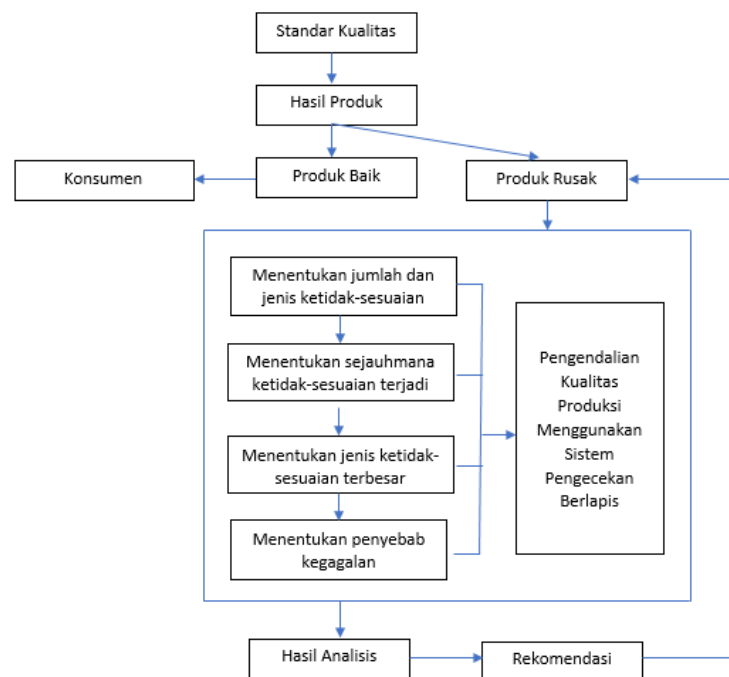 Standar Kualitas
Hasil Produk
Konsumen
Produk Baik
Produk Rusak
Menentukan jumlah dan
jenis ketidak-sesuaian
Menentukan sejauhmana
ketidak-sesuaian terjadi
Menentukan jenis ketidak-
sesuaian terbesar
Menentukan penyebab
kegagalan
Pengendalian
Kualitas
Produksi
Menggunakan
Sistem
Pengecekan
Berlapis
Hasil Analisis
Rekomendasi